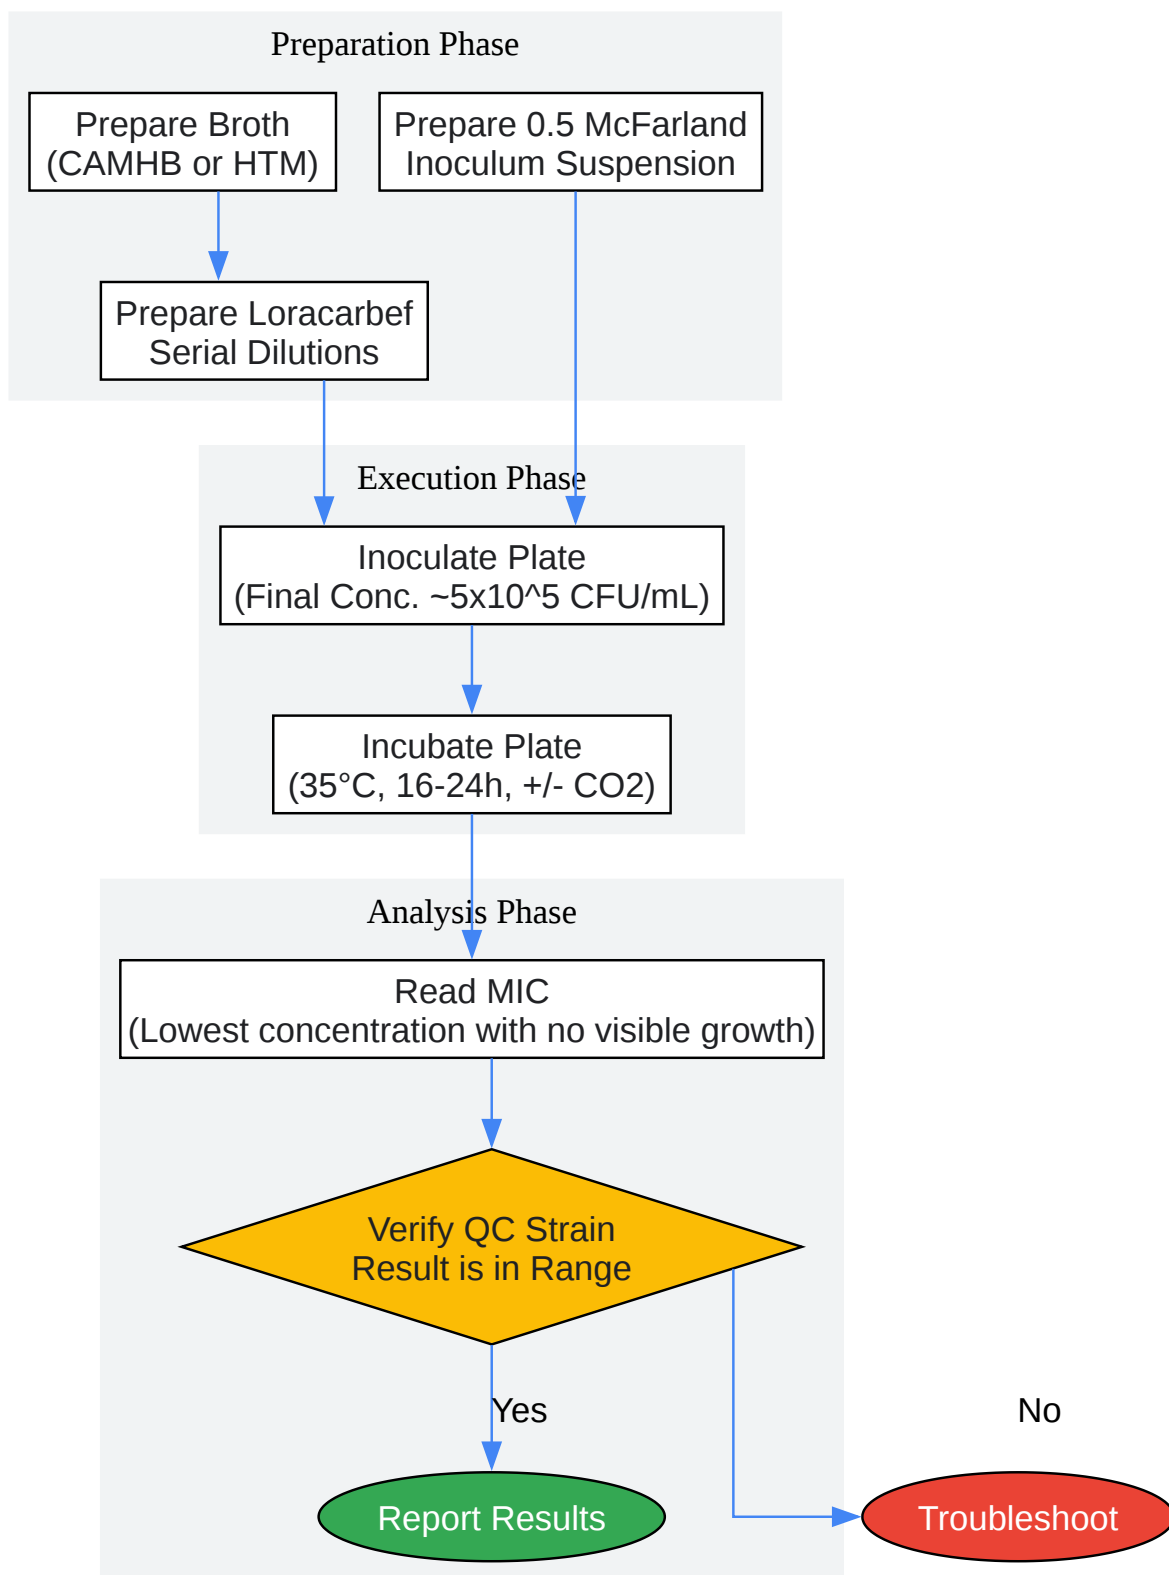 Preparation Phase
Prepare Broth
(CAMHB or HTM)
Prepare 0.5 McFarland
Inoculum Suspension
Prepare Loracarbef
Serial Dilutions
Execution Phase
Inoculate Plate
(Final Conc. ~5x10^5 CFU/mL)
Incubate Plate
(35°C, 16-24h, +/- CO2)
Analysis Phase
Read MIC
(Lowest concentration with no visible growth)
Verify QC Strain
Result is in Range
Yes
No
Report Results
Troubleshoot